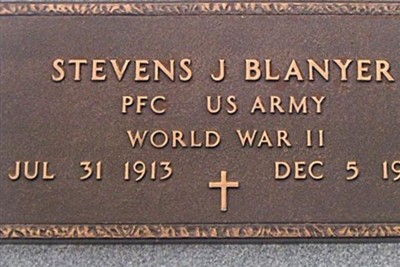 STEVENS J BLANYER
PFC US ARMY
WORLD WAR II
JUL 31 1913 DEC 5